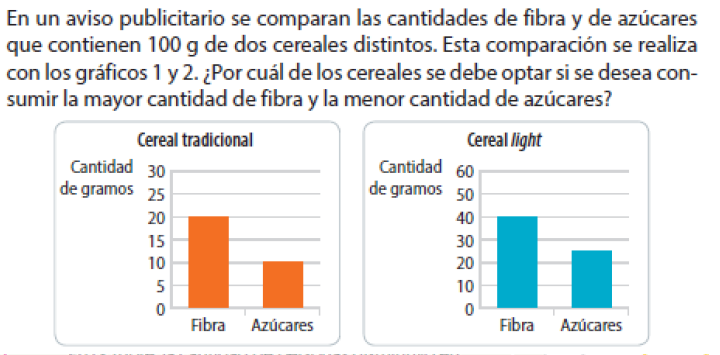 En un aviso publicitario se comparan las cantidades de fibra y de azúcares
que contienen 100 g de dos cereales distintos. Esta comparación se realiza
con los gráficos 1 y 2. ¿Por cuál de los cereales se debe optar si se desea con-
sumir la mayor cantidad de fibra y la menor cantidad de azúcares?
Cereal tradicional
Cantidad
de gramos
30
25
20
15
10
5
0
Fibra Azúcares
Cereal light
Cantidad
de gramos
60
50
40
30
20
10
0
Fibra Azúcares